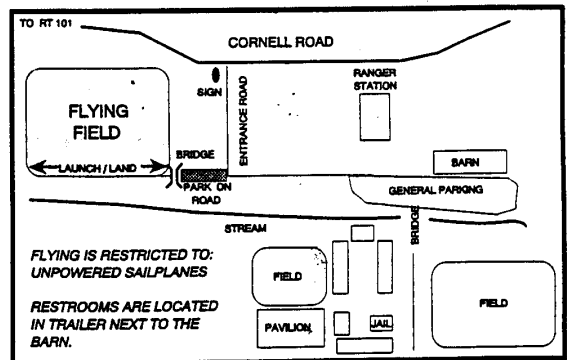 TO RT 101
CORNELL ROAD
SIGN
ENTRANCE ROAD
RANGER
STATION
FLYING
FIELD
BRIDGE
LAUNCH / LAND
PARK ON
ROAD
BARN
GENERAL PARKING
STREAM
BRIDGE
FLYING IS RESTRICTED TO:
UNPOWERED SAILPLANES
RESTROOMS ARE LOCATED
IN TRAILER NEXT TO THE
BARN.
FIELD
FIELD
PAVILION
JAIL